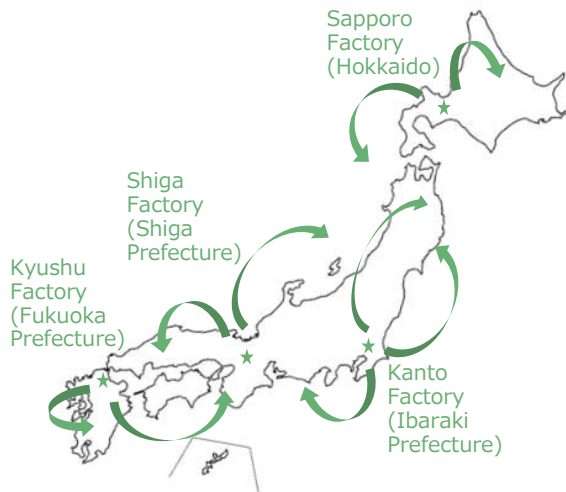 Sapporo
Factory
(Hokkaido)
Shiga
Factory
(Shiga
Prefecture)
Kyushu
Factory
(Fukuoka
Prefecture)
Kanto
Factory
(Ibaraki
Prefecture)